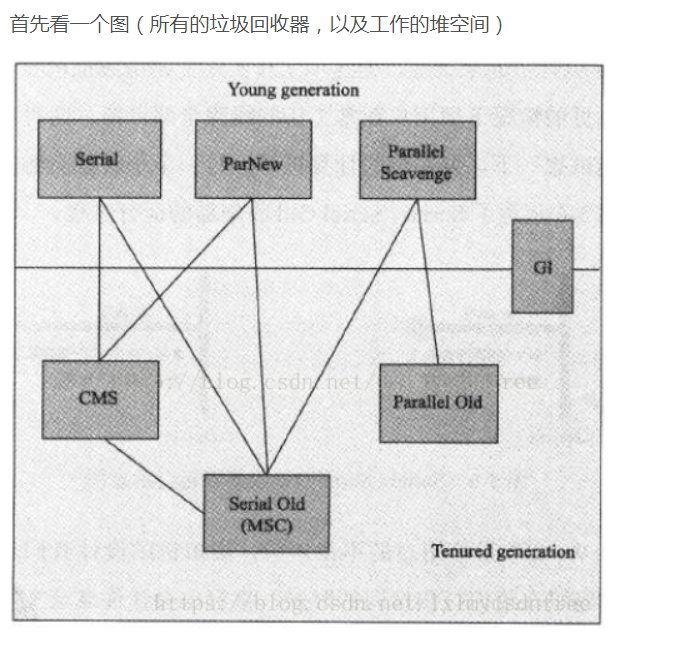 首先看一个图（所有的垃圾回收器，以及工作的堆空间）
Young generation
Serial
ParNew
Parallel
Scavenge
G1
CMS
Parallel Old
Serial Old
(MSC)
Tenured generation